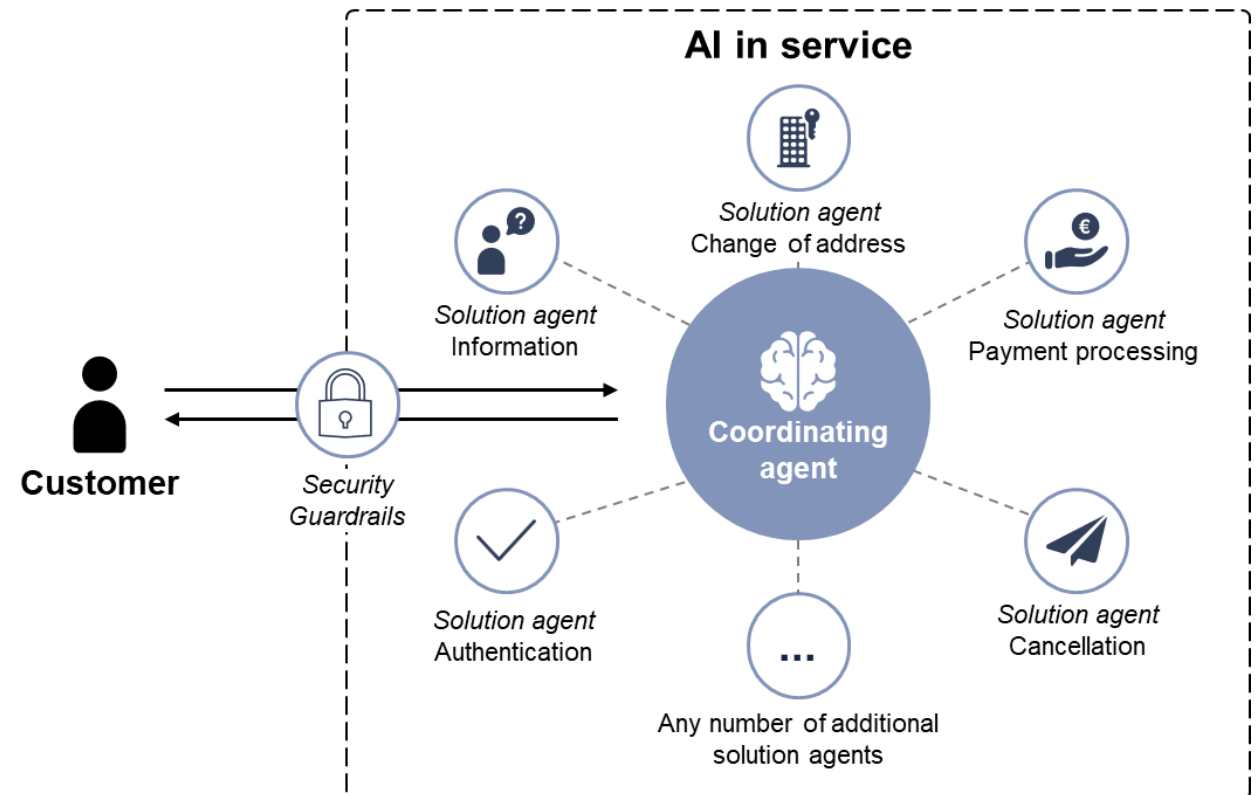 AI in service
Solution agent
Change of address
Solution agent
Information
€
Solution agent
Payment processing
?
Customer
Security
Guardrails
Coordinating
agent
Solution agent
Authentication
Solution agent
Cancellation
...
Any number of additional
solution agents